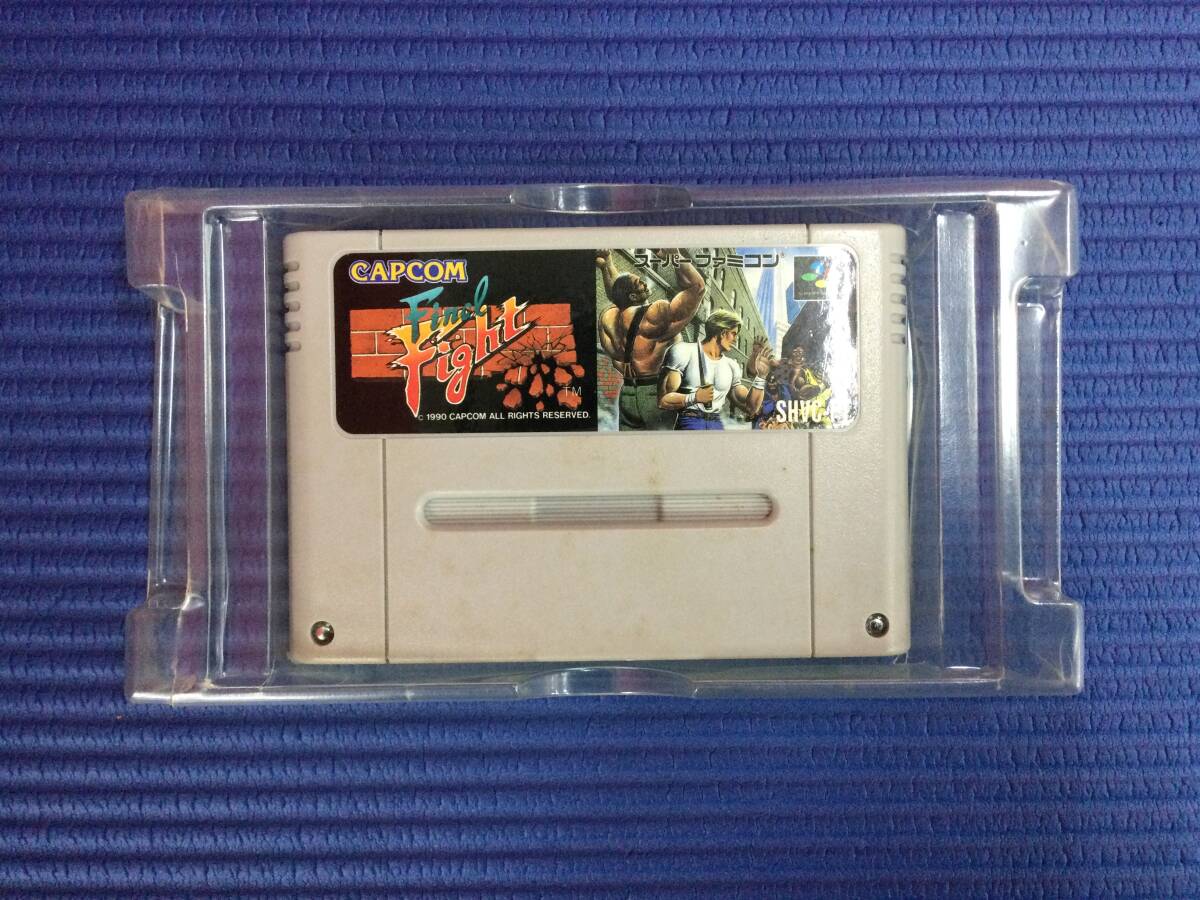 CAPCOM
Final
Fight
TM
© 1990 CAPCOM ALL RIGHTS RESERVED.
スーパーファミコン
SHVC